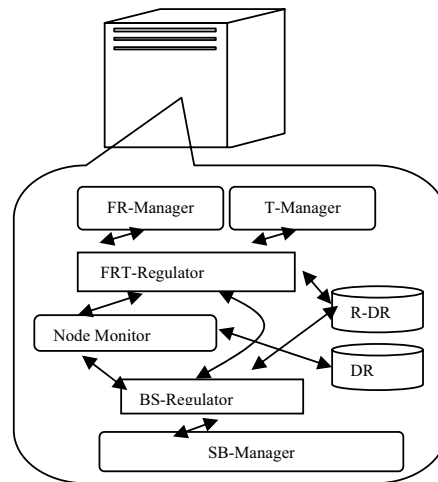 FR-Manager
T-Manager
FRT-Regulator
R-DR
Node Monitor
DR
BS-Regulator
SB-Manager